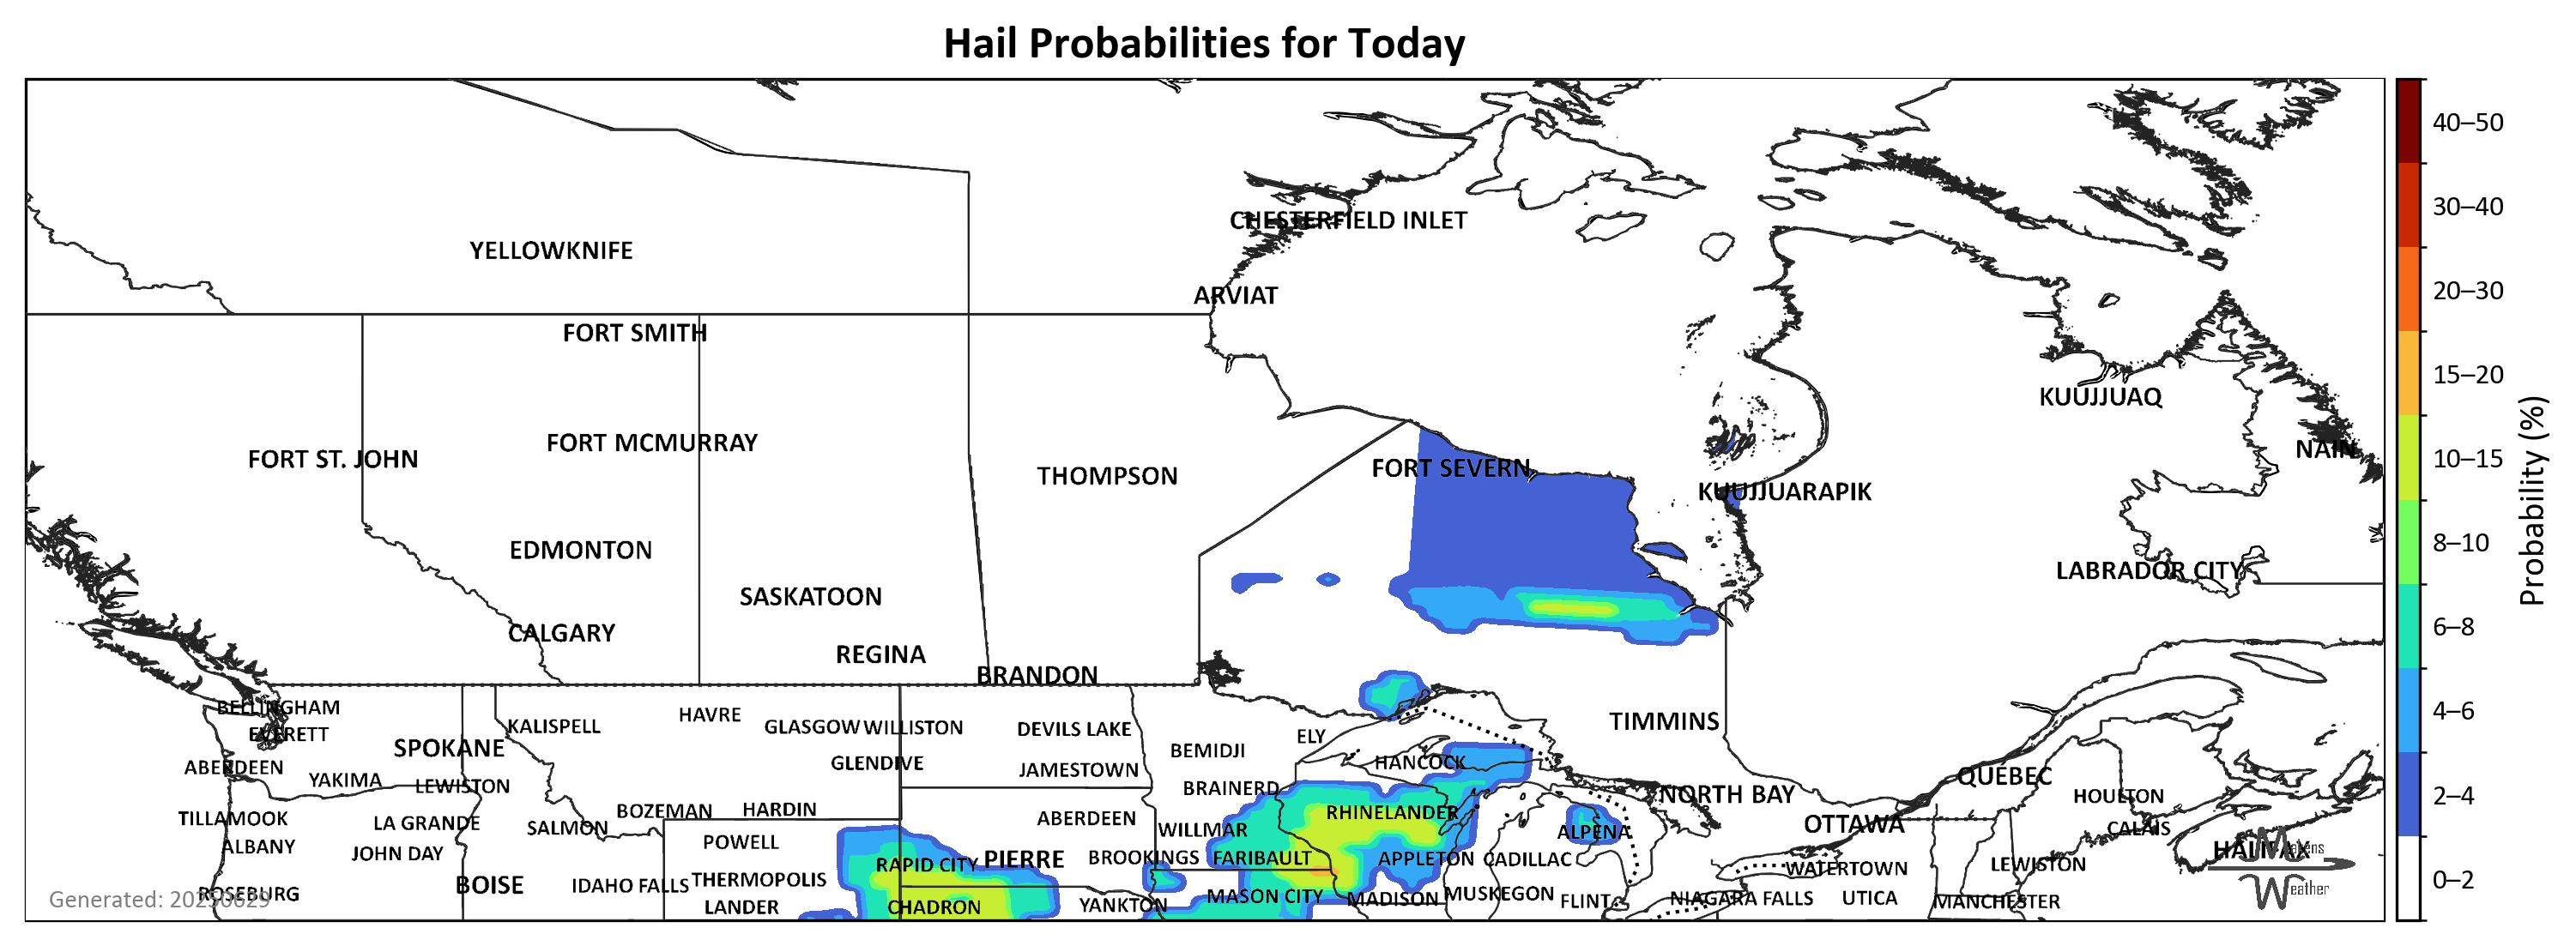 Hail Probabilities for Today
40–50
30–40
20–30
15–20
10–15
8–10
6–8
4–6
2–4
0–2
Probability (%)
CHESTERFIELD INLET
YELLOWKNIFE
ARVIAT
FORT SMITH
KUUJJUAQ
FORT MCMURRAY
NAIN
FORT ST. JOHN
FORT SEVERN
THOMPSON
KUUJJUARAPIK
EDMONTON
LABRADOR CITY
SASKATOON
CALGARY
REGINA
BRANDON
BELLINGHAM
HAVRE
TIMMINS
KALISPELL
GLASGOW
WILLISTON
DEVILS LAKE
EVERETT
ELY
SPOKANE
BEMIDJI
ABERDEEN
GLENDIVE
JAMESTOWN
HANCOCK
YAKIMA
LEWISTON
BRAINERD
QUÉBEC
NORTH BAY
HOULTON
BOZEMAN
HARDIN
RHINELANDER
TILLAMOOK
LA GRANDE
SALMON
ABERDEEN
WILLMAR
ALPENA
OTTAWA
CALAIS
ALBANY
JOHN DAY
POWELL
RAPID CITY
PIERRE
BROOKINGS
FARIBAULT
APPLETON
CADILLAC
HALIFAX
WATERTOWN
LEWISTON
BOISE
IDAHO FALLS
THERMOPOLIS
ROSEBURG
MASON CITY
MADISON
MUSKEGON
FLINT
NIAGARA FALLS
UTICA
MANCHESTER
LANDER
CHADRON
YANKTON
Generated: 20250629
eather